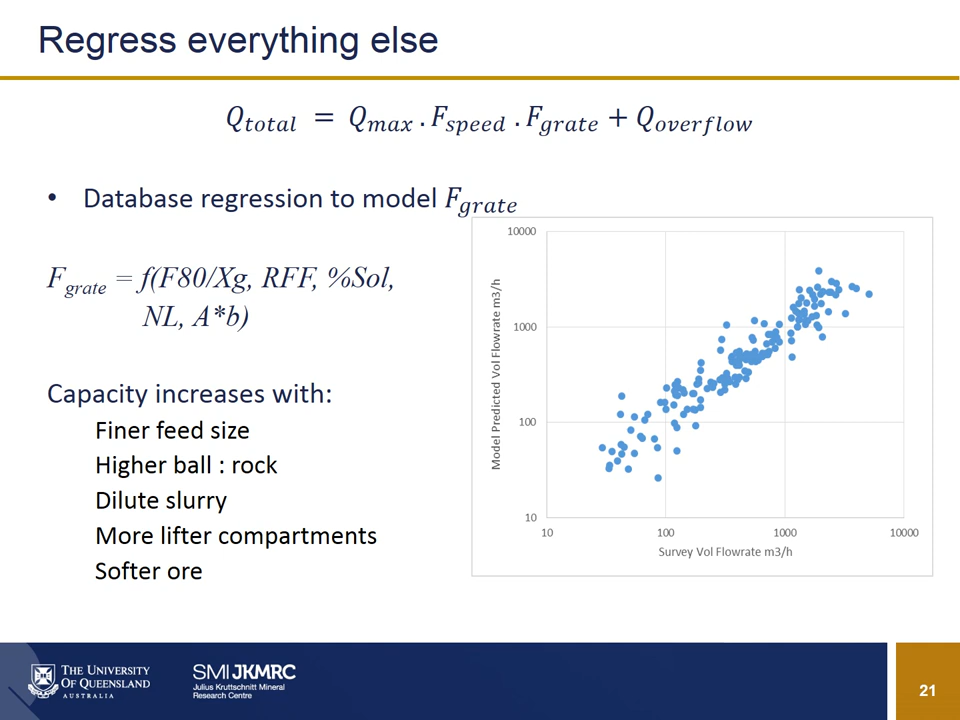 Regress everything else
Q_total = Q_max . F_speed . F_grate + Q_overflow
• Database regression to model F_grate
F_grate = f(F80/Xg, RFF, %Sol,
NL, A*b)
Capacity increases with:
Finer feed size
Higher ball : rock
Dilute slurry
More lifter compartments
Softer ore
Model Predicted Vol Flowrate m3/h
10000
1000
100
10
10 100 1000 10000
Survey Vol Flowrate m3/h
THE UNIVERSITY
OF QUEENSLAND
AUSTRALIA
SMI JKMRC
Julius Kruttschnitt Mineral
Research Centre
21